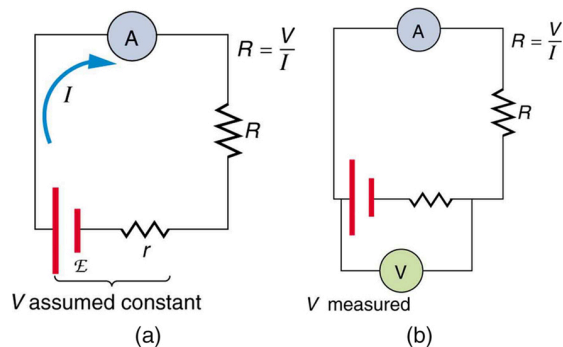 A
R = V/I
I
R
r
ℰ
V assumed constant
(a)
A
R = V/I
R
V
V measured
(b)